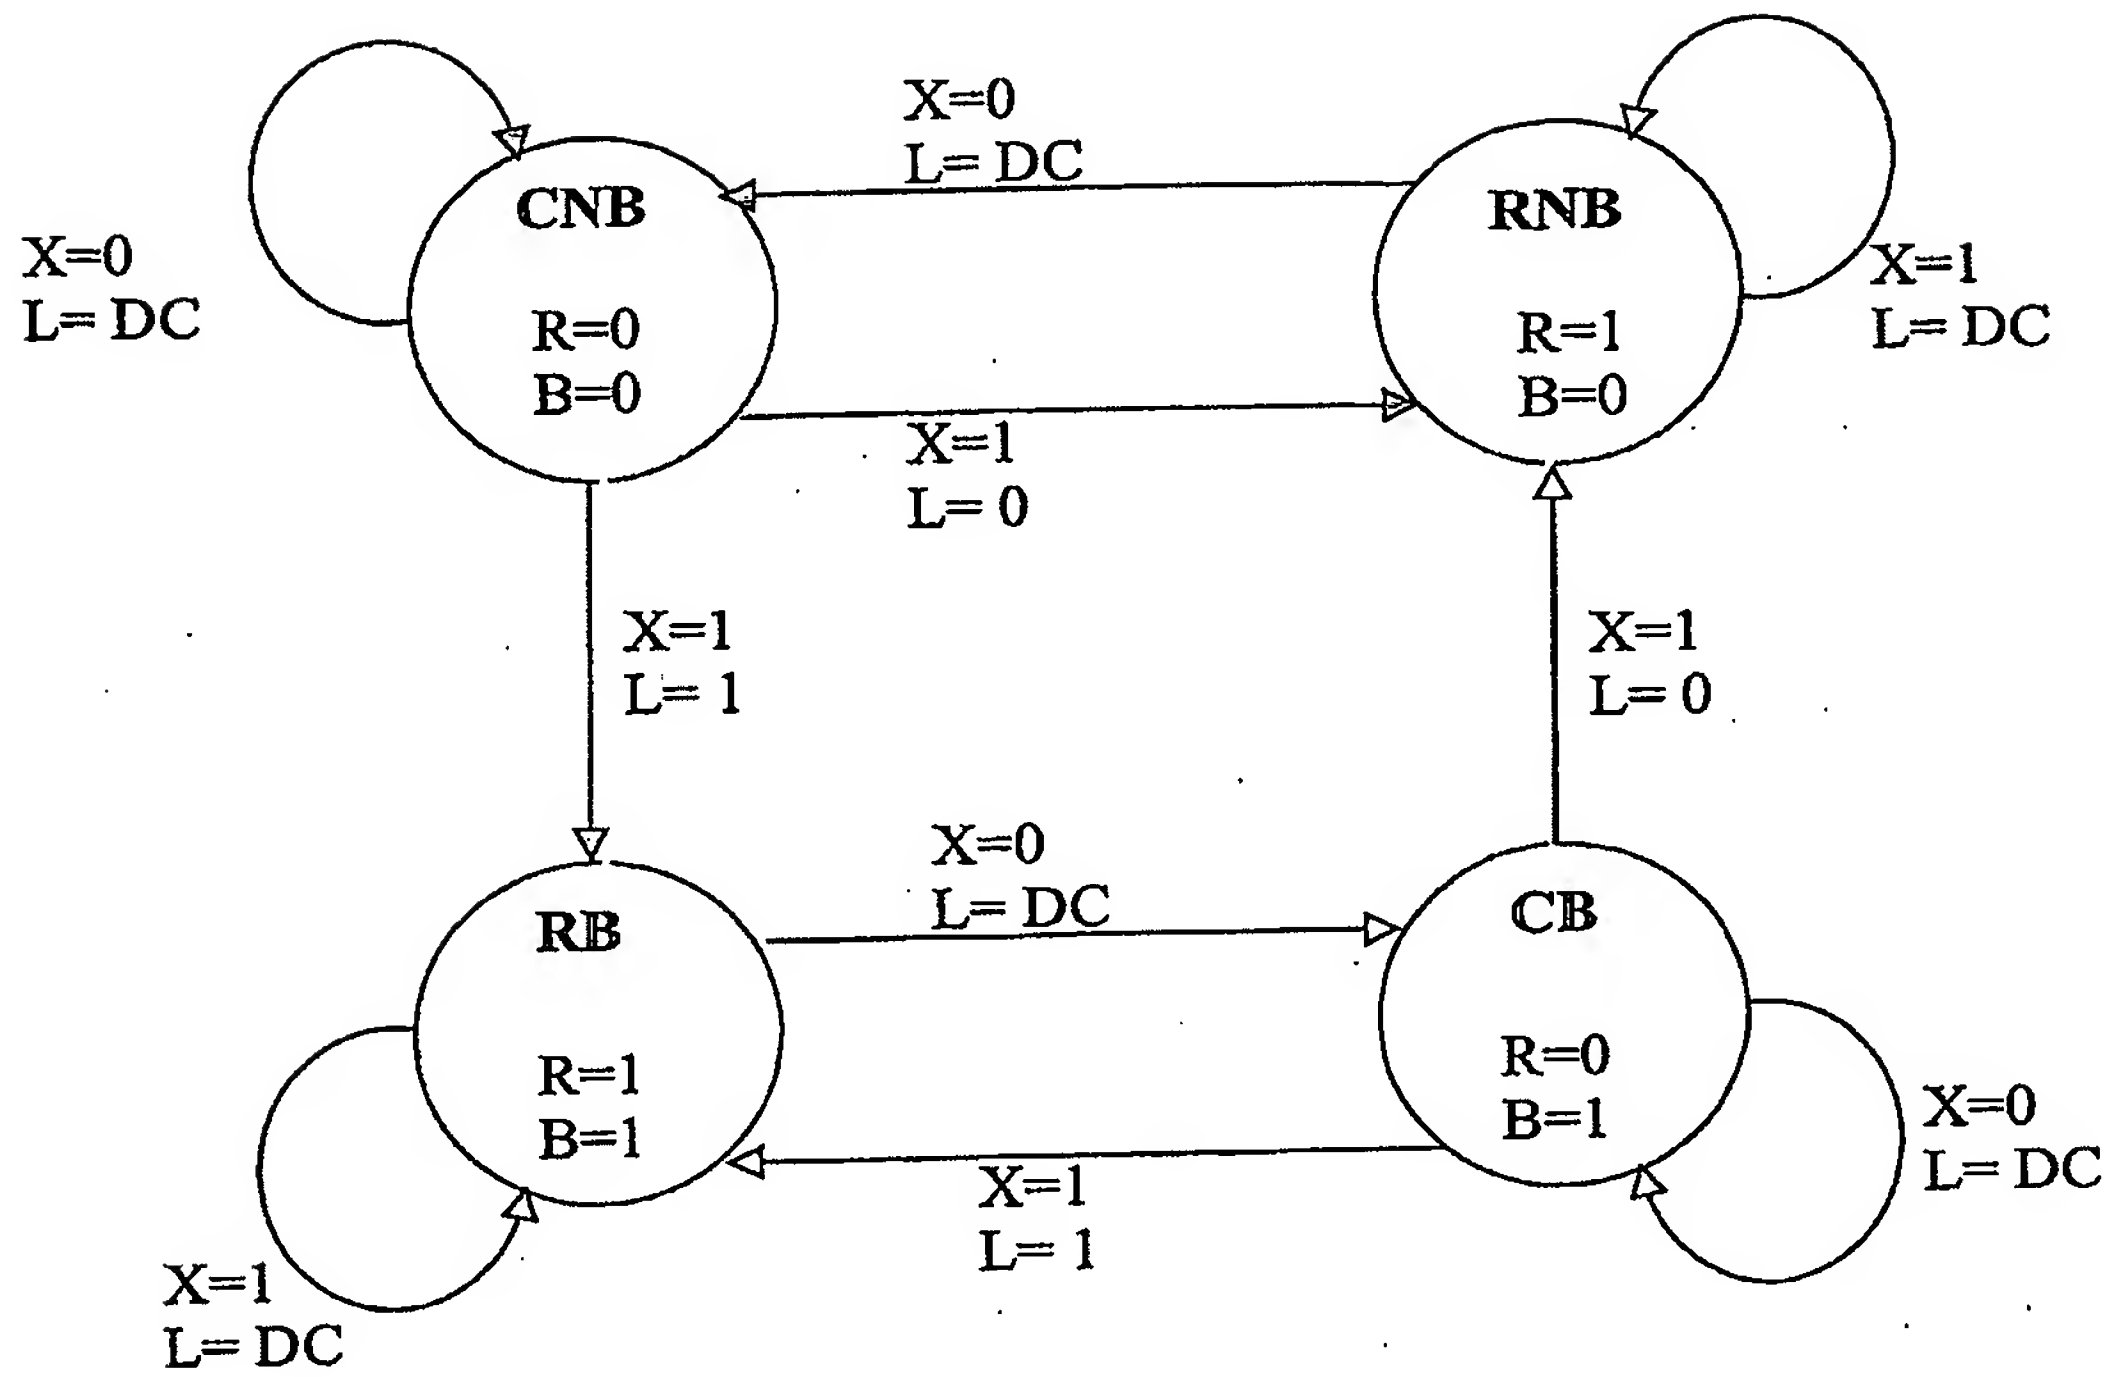 X=0
L= DC
CNB
RNB
X=0
L= DC
R=0
B=0
R=1
B=0
X=1
L= DC
X=1
L= 0
X=1
L= 1
X=1
L= 0
X=0
L= DC
RB
CB
R=1
B=1
R=0
B=1
X=0
L= DC
X=1
L= 1
X=1
L= DC